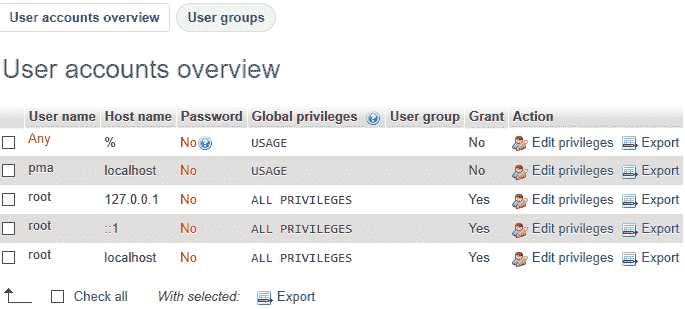 User accounts overview User groups
User accounts overview
User name Host name Password Global privileges User group Grant Action
Any % No USAGE No Edit privileges Export
pma localhost No USAGE No Edit privileges Export
root 127.0.0.1 No ALL PRIVILEGES Yes Edit privileges Export
root ::1 No ALL PRIVILEGES Yes Edit privileges Export
root localhost No ALL PRIVILEGES Yes Edit privileges Export
Check all With selected: Export